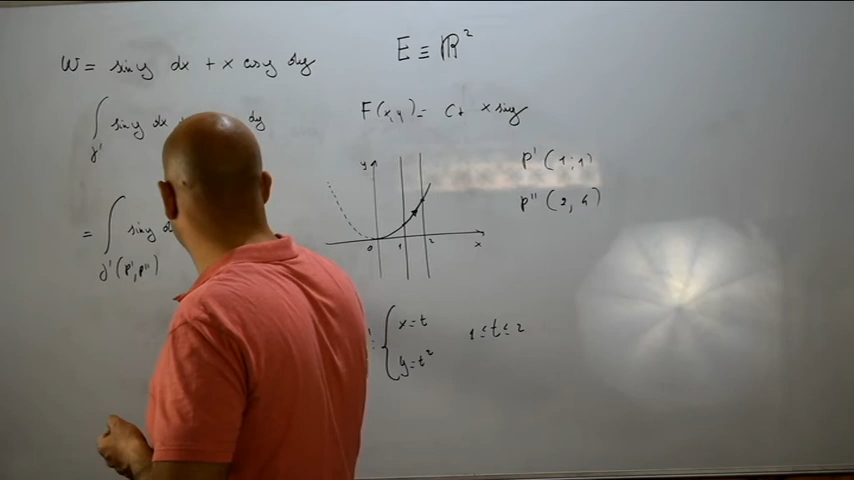 W = sin y dx + x cos y dy
E ≡ ℝ²
∫ sin y dx dy
γ'
F(x,y) = C + x sin y
P' (1;1)
P'' (2,4)
y
= ∫ sin y
γ' (P', P'')
0 1 2 x
{ x = t
y = t²
1 ≤ t ≤ 2